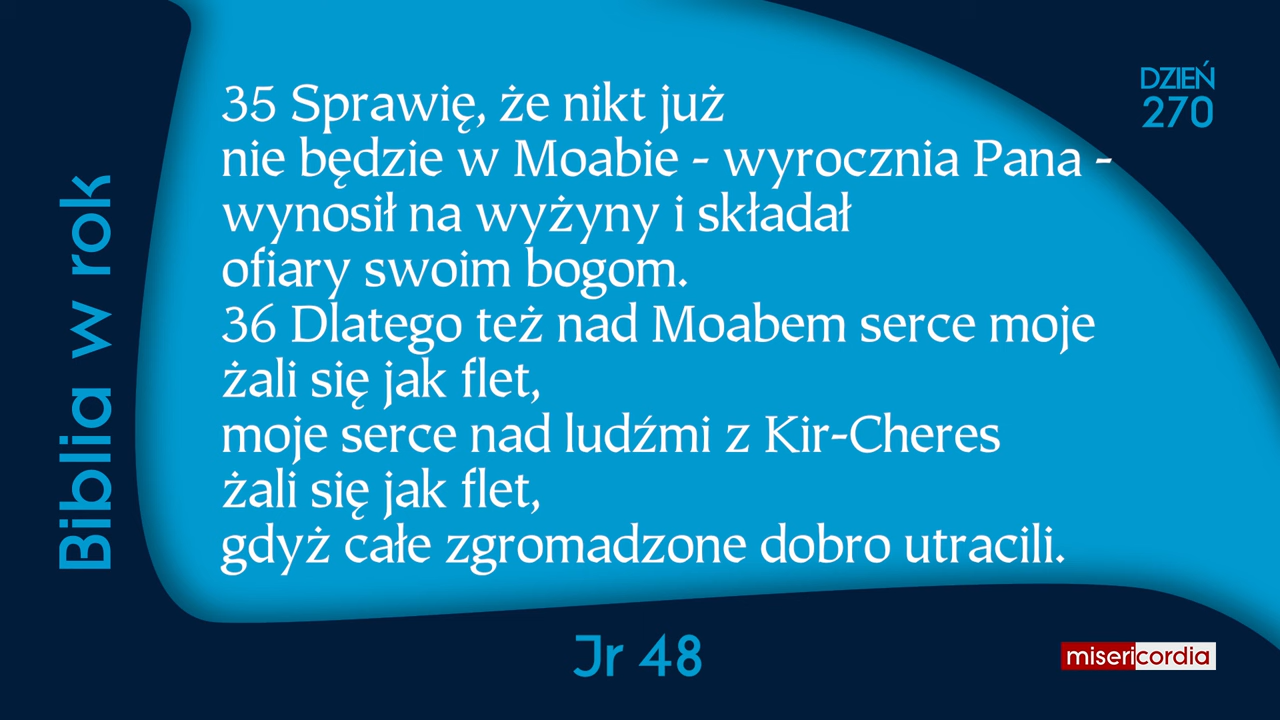 DZIEŃ
270
35 Sprawię, że nikt już
nie będzie w Moabie - wyrocznia Pana -
wynosił na wyżyny i składał
ofiary swoim bogom.
36 Dlatego też nad Moabem serce moje
żali się jak flet,
moje serce nad ludźmi z Kir-Cheres
żali się jak flet,
gdyż całe zgromadzone dobro utracili.
Biblia w rok
Jr 48
misericordia